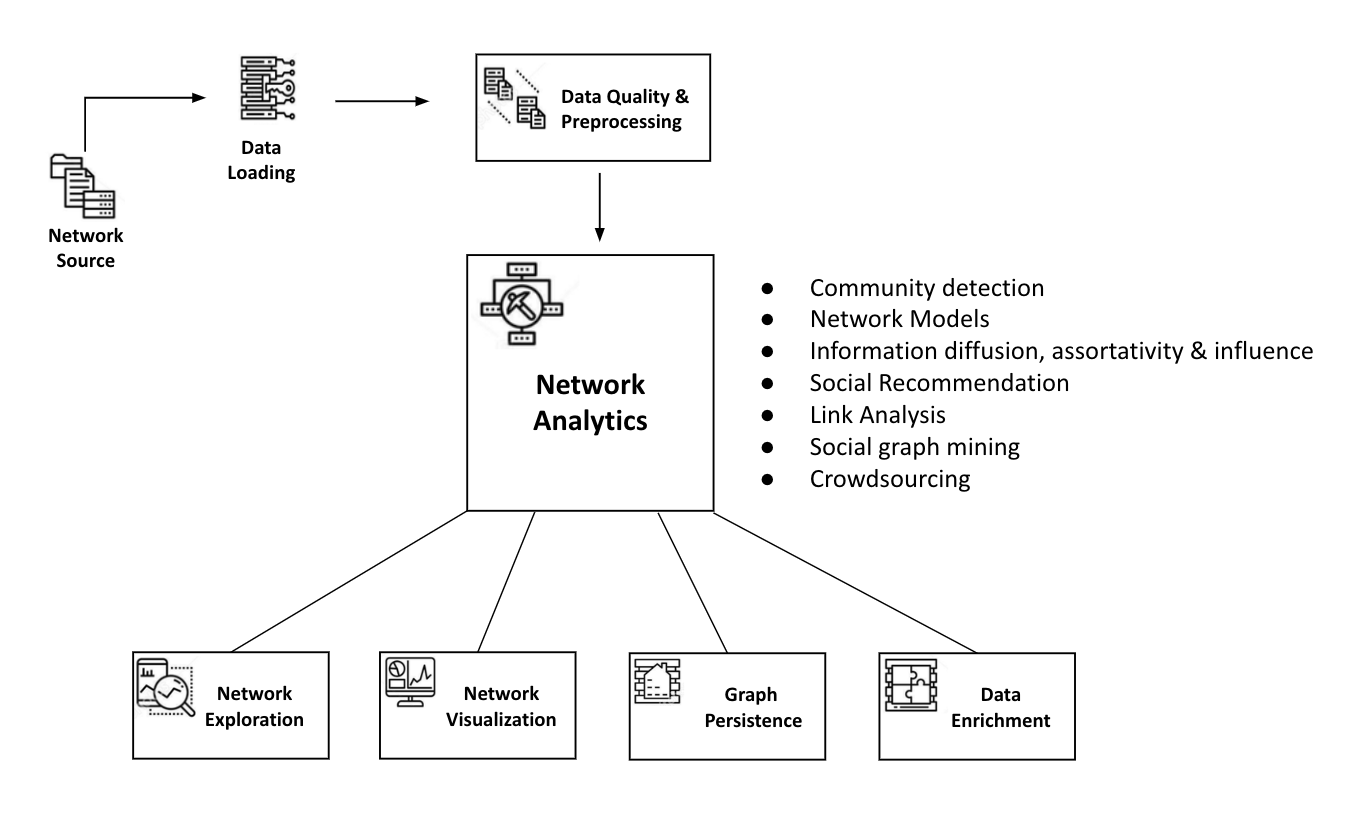 Data Quality &
Preprocessing
Data
Loading
Network
Source
Network
Analytics
● Community detection
● Network Models
● Information diffusion, assortativity & influence
● Social Recommendation
● Link Analysis
● Social graph mining
● Crowdsourcing
Network
Exploration
Network
Visualization
Graph
Persistence
Data
Enrichment